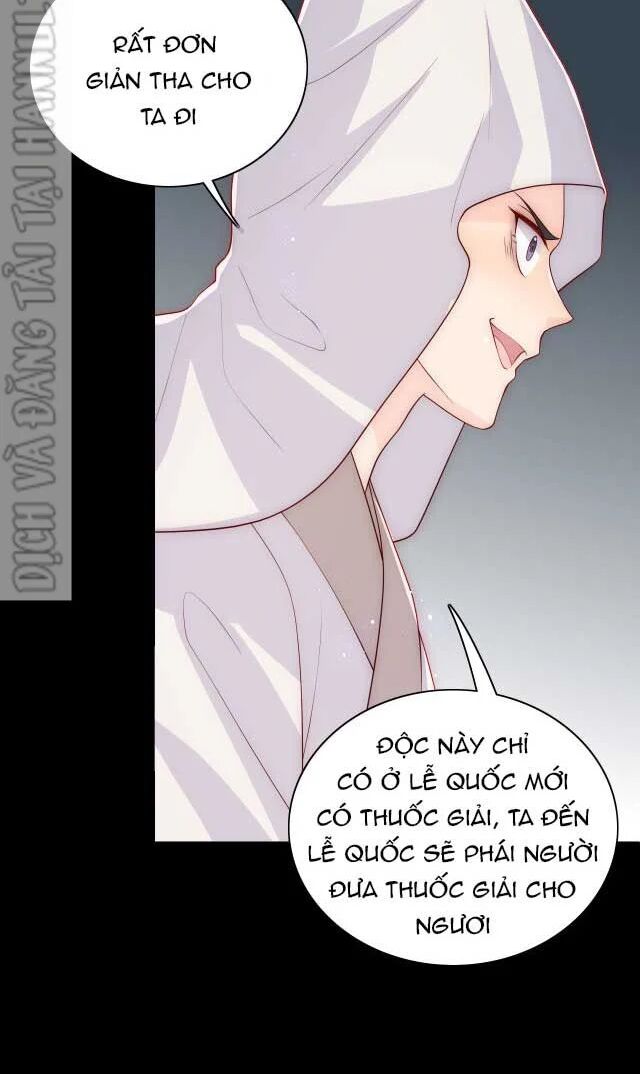 RẤT ĐƠN
GIẢN THA CHO
TA ĐI
ĐỘC NÀY CHỈ
CÓ Ở LỄ QUỐC MỚI
CÓ THUỐC GIẢI, TA ĐẾN
LỄ QUỐC SẼ PHÁI NGƯỜI
ĐƯA THUỐC GIẢI CHO
NGƯƠI
DỊCH VÀ ĐĂNG TẢI TẠI